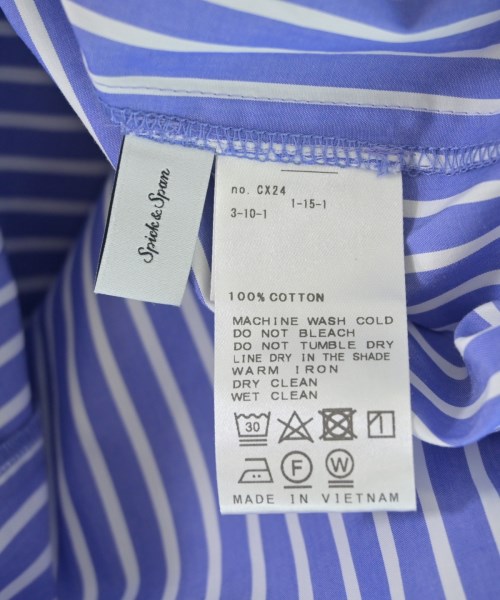 Spick & Span
no. CX24
1-15-1
3-10-1
100% COTTON
MACHINE WASH COLD
DO NOT BLEACH
DO NOT TUMBLE DRY
LINE DRY IN THE SHADE
WARM IRON
DRY CLEAN
WET CLEAN
30
F W
MADE IN VIETNAM